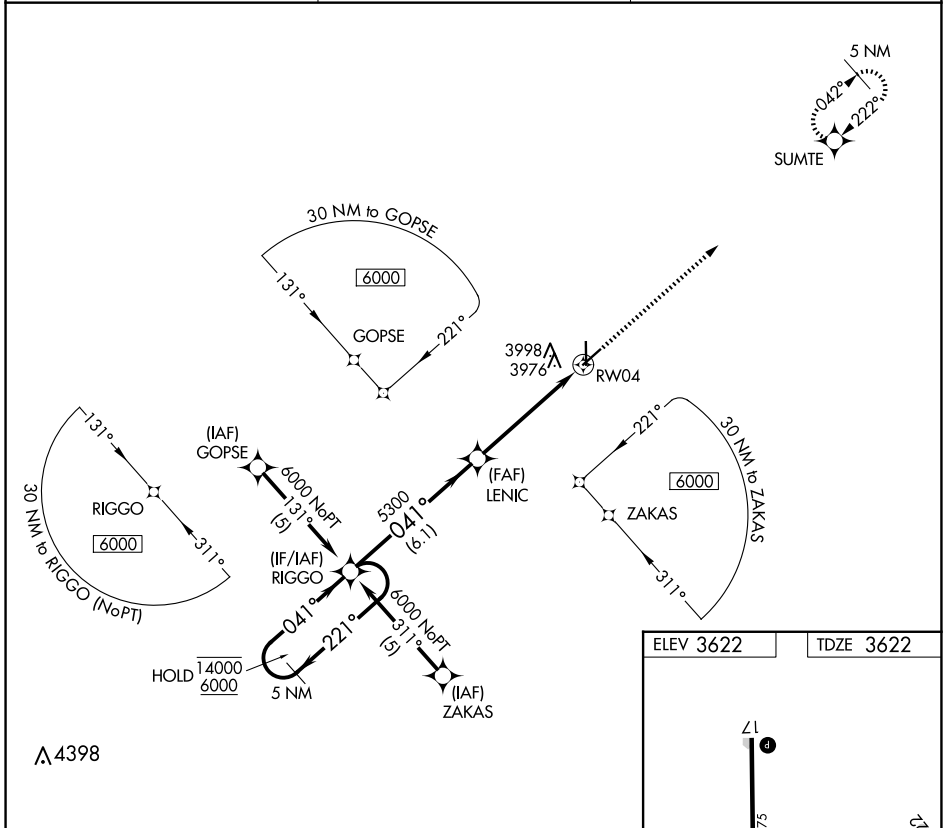 5 NM
042°
222°
SUMTE
30 NM to GOPSE
6000
131°
GOPSE
221°
3998
3976
RW04
131°
RIGGO
6000
311°
30 NM to RIGGO (NoPT)
(IAF)
GOPSE
6000 NoPT
131°
(5)
(FAF)
LENIC
5300
041°
(6.1)
221°
30 NM to ZAKAS
6000
ZAKAS
311°
(IF/IAF)
RIGGO
041°
221°
6000 NoPT
311°
(5)
HOLD 14000
6000
5 NM
(IAF)
ZAKAS
4398
ELEV 3622
TDZE 3622
17
P
75